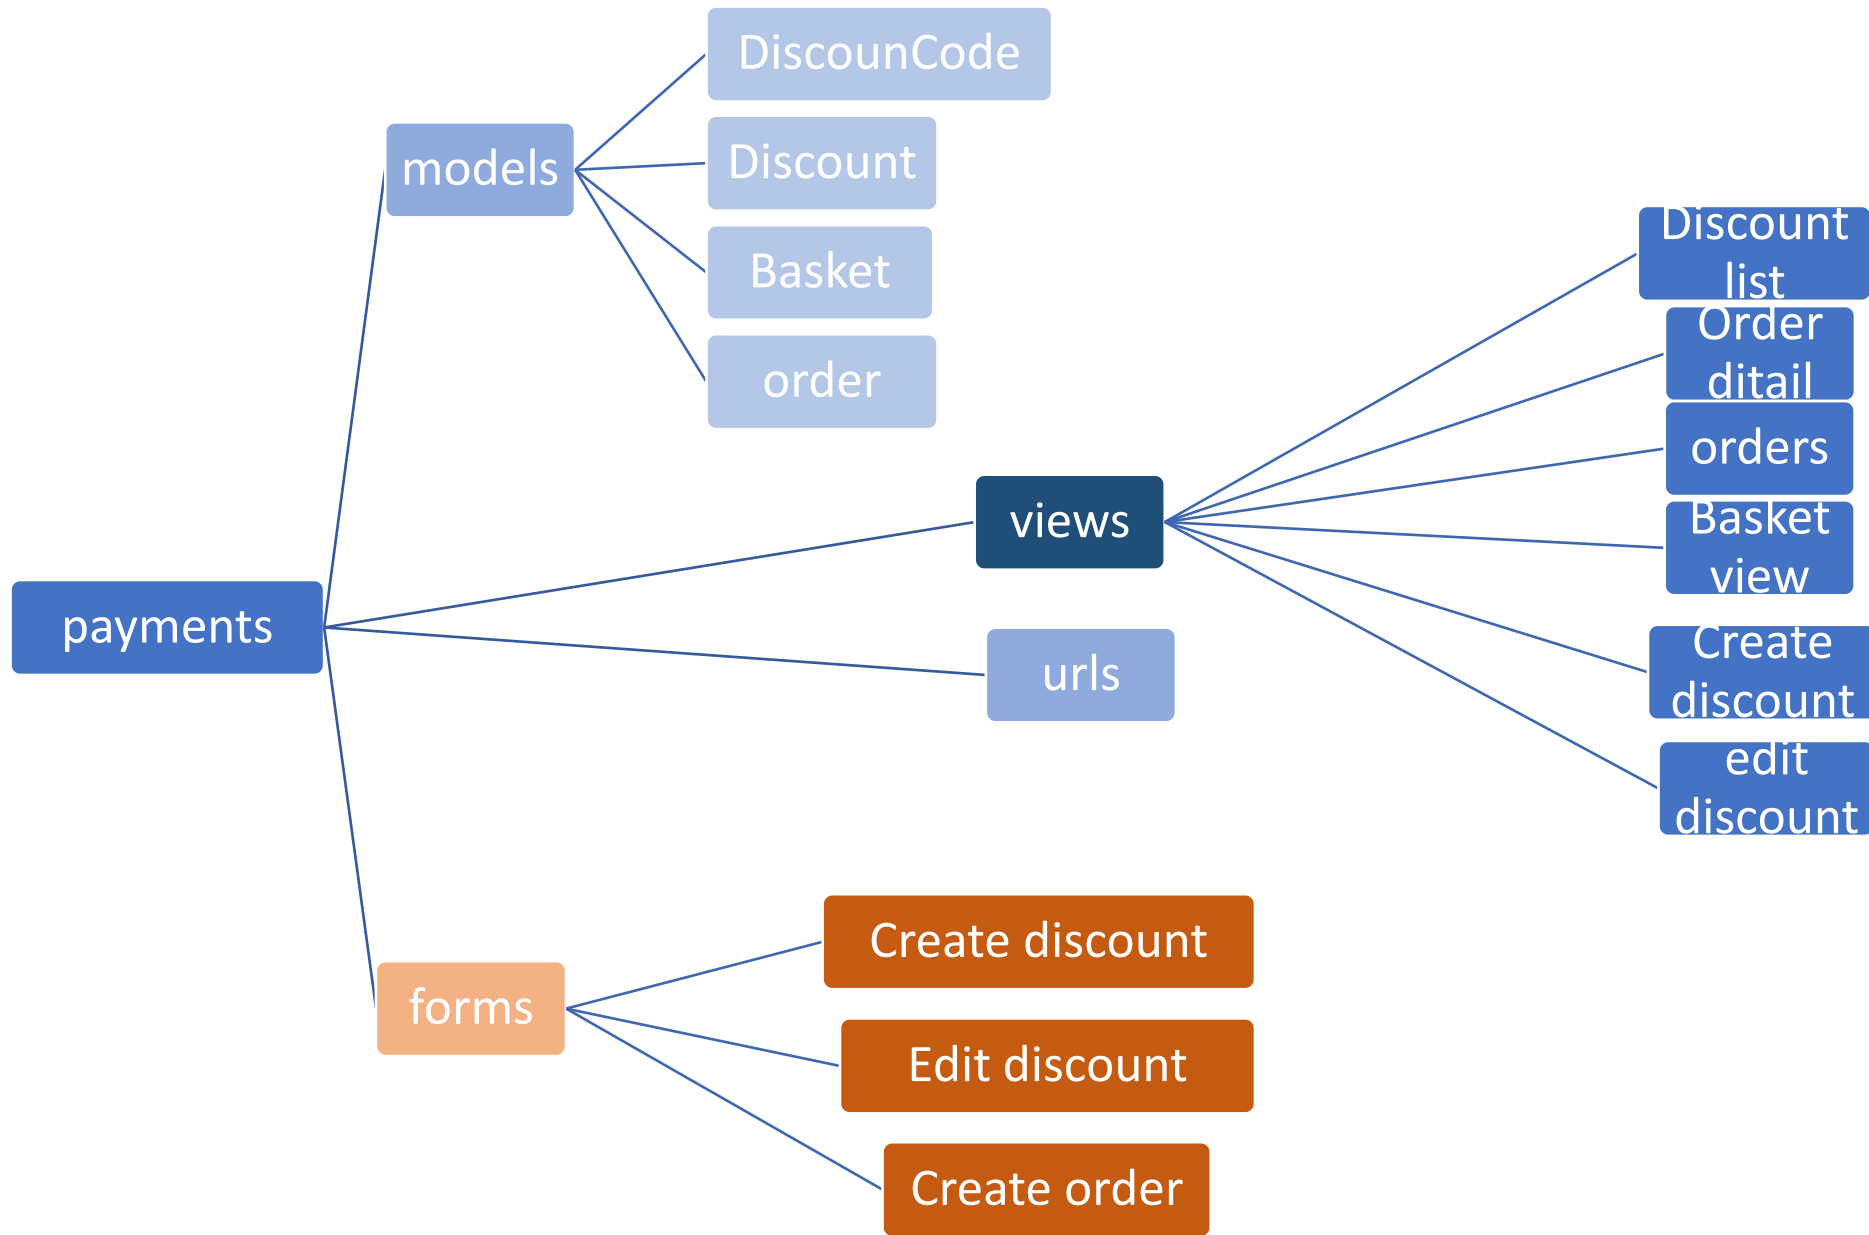 payments
models
DiscounCode
Discount
Basket
order
views
Discount
list
Order
ditail
orders
Basket
view
Create
discount
edit
discount
urls
forms
Create discount
Edit discount
Create order